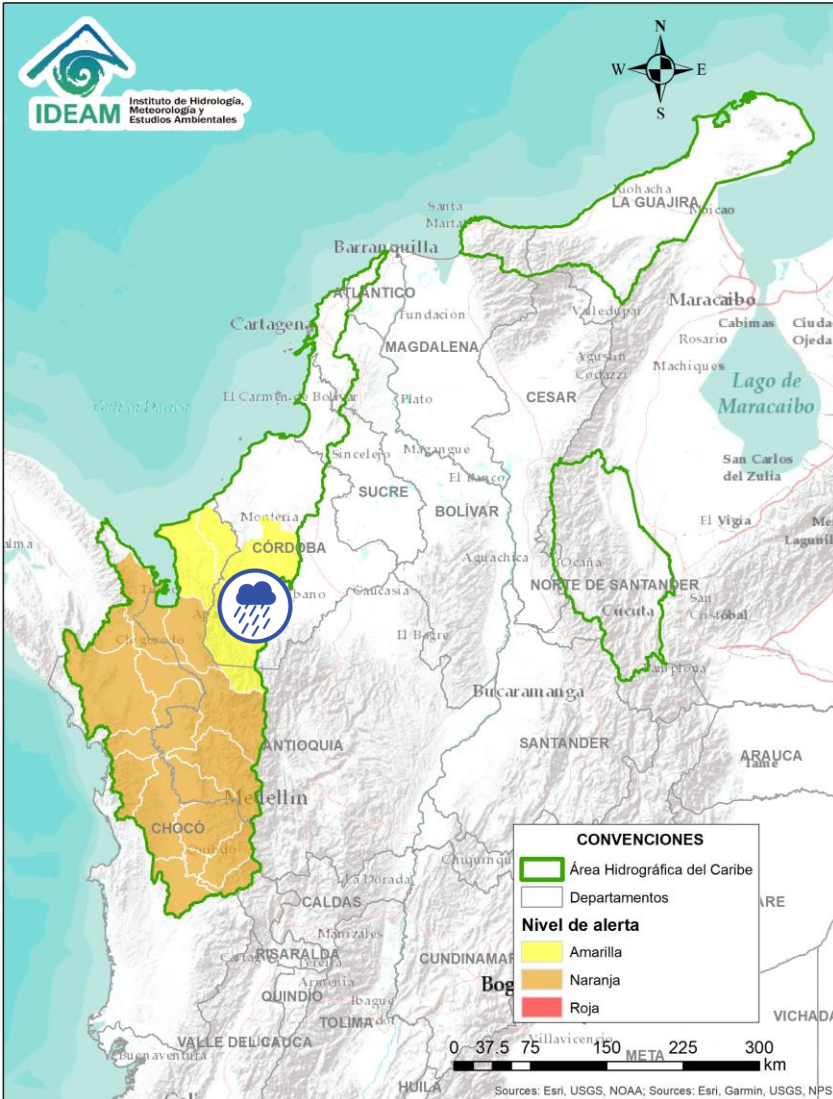 IDEAM
Instituto de Hidrología,
Meteorología y
Estudios Ambientales
N
W
E
S
Riohacha
LA GUAJIRA
Maicao
Santa
Marta
Barranquilla
ATLÁNTICO
Maracaibo
Cabimas
Ciudad
Ojeda
Cartagena
Fundación
Valledupar
Rosario
MAGDALENA
Agustín
Codazzi
Machiques
Lago de
Maracaibo
El Carmen de Bolívar
Plato
CESAR
Sincelejo
Magangué
San Carlos
del Zulia
El Banco
SUCRE
BOLÍVAR
Montería
El Vigía
CÓRDOBA
Aguachica
Ocaña
NORTE DE SANTANDER
Caucasia
San
Cristóbal
Cúcuta
El Bagre
Chigorodó
Pamplona
Bucaramanga
ANTIOQUIA
SANTANDER
ARAUCA
Tame
Medellín
CHOCÓ
Quibdó
La Dorada
CALDAS
Manizales
RISARALDA
Pereira
Armenia
QUINDÍO
Ibagué
TOLIMA
VALLE DEL CAUCA
Buenaventura
Villavicencio
META
VICHADA
HUILA
CONVENCIONES
Área Hidrográfica del Caribe
Departamentos
Nivel de alerta
Amarilla
Naranja
Roja
0 37.5 75 150 225 300
km
Sources: Esri, USGS, NOAA; Sources: Esri, Garmin, USGS, NPS